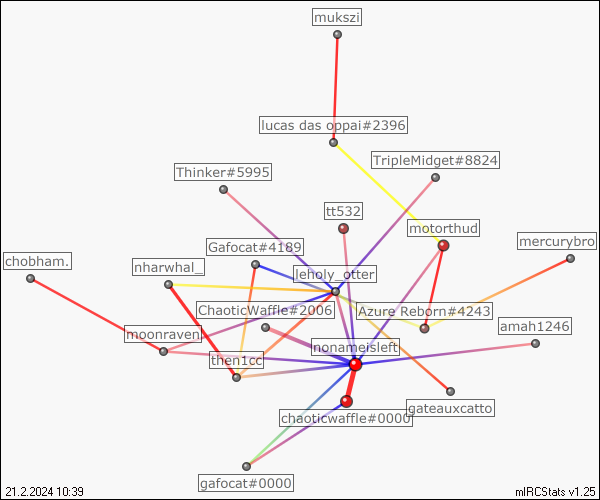 mukszi
lucas das oppai#2396
TripleMidget#8824
Thinker#5995
tt532
motorthud
mercurybro
Gafocat#4189
chobham.
nharwhal_
leholy_otter
ChaoticWaffle#2006
Azure Reborn#4243
amah1246
moonraven
nonameisleft
then1cc
gateauxcatto
chaoticwaffle#0000
gafocat#0000
21.2.2024 10:39
mIRCStats v1.25